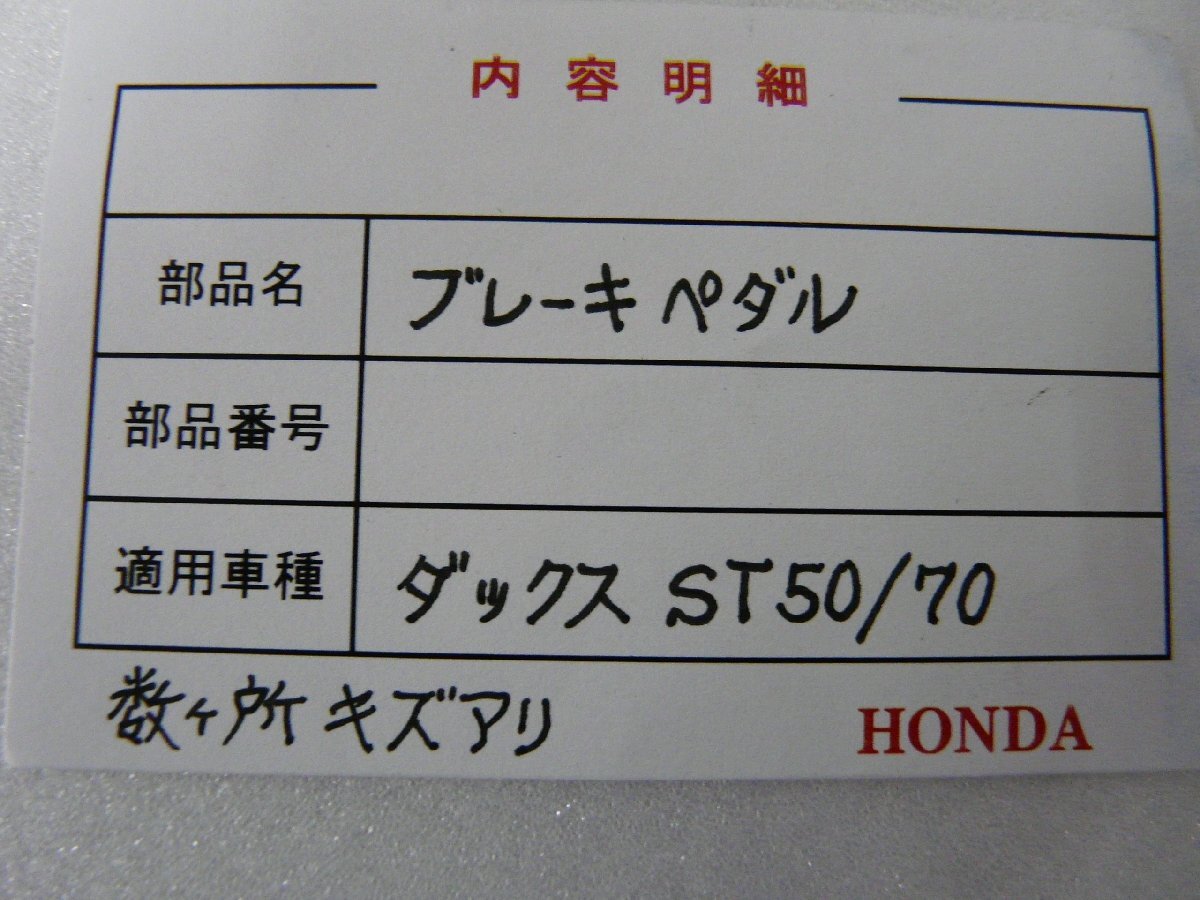 内容明細
部品名 ブレーキペダル
部品番号
適用車種 ダックス ST50/70
数ヶ所 キズアリ
HONDA